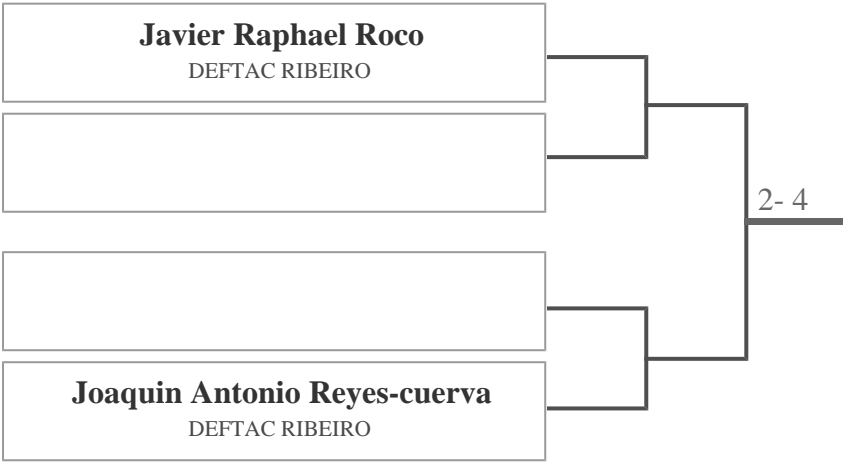 Javier Raphael Roco
DEFTAC RIBEIRO
2- 4
Joaquin Antonio Reyes-cuerva
DEFTAC RIBEIRO